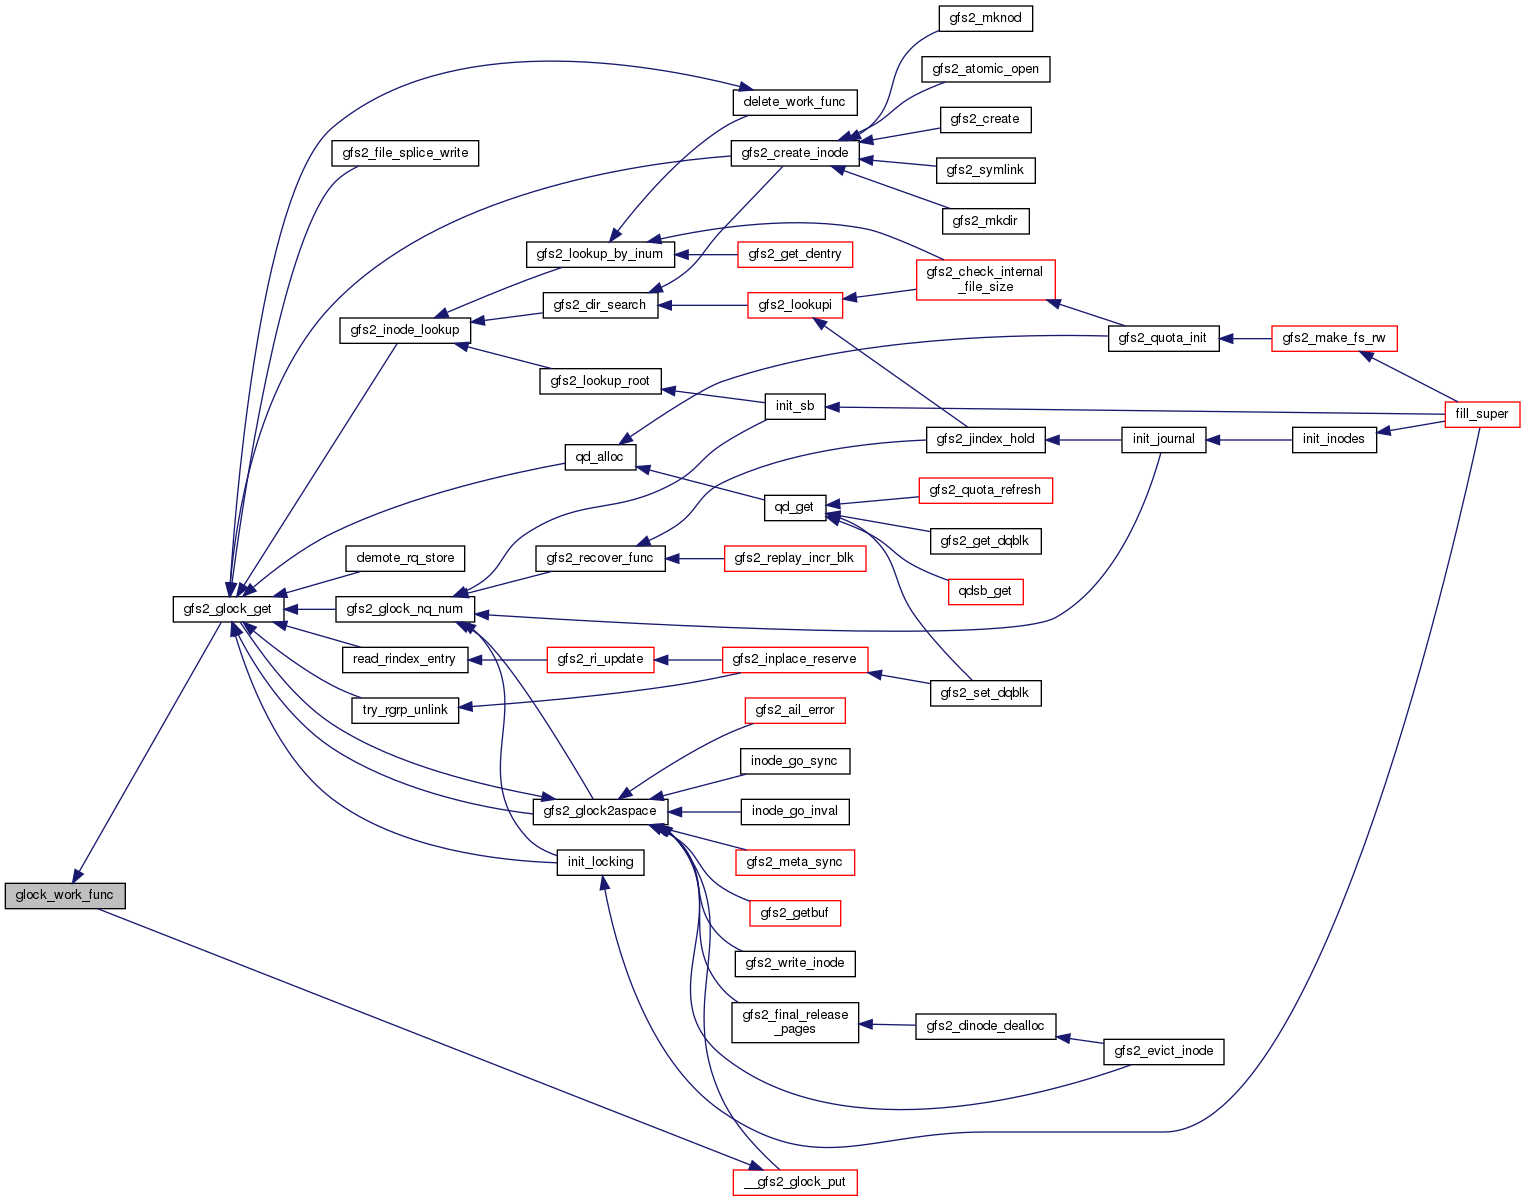 gfs2_mknod
gfs2_atomic_open
delete_work_func
gfs2_create
gfs2_file_splice_write
gfs2_create_inode
gfs2_symlink
gfs2_mkdir
gfs2_lookup_by_inum
gfs2_get_dentry
gfs2_check_internal
_file_size
gfs2_dir_search
gfs2_lookupi
gfs2_inode_lookup
gfs2_quota_init
gfs2_make_fs_rw
gfs2_lookup_root
init_sb
fill_super
gfs2_jindex_hold
init_journal
init_inodes
qd_alloc
gfs2_quota_refresh
qd_get
gfs2_get_dqblk
demote_rq_store
gfs2_recover_func
gfs2_replay_incr_blk
qdsb_get
gfs2_glock_get
gfs2_glock_nq_num
read_rindex_entry
gfs2_ri_update
gfs2_inplace_reserve
gfs2_set_dqblk
try_rgrp_unlink
gfs2_ail_error
inode_go_sync
gfs2_glock2aspace
inode_go_inval
init_locking
gfs2_meta_sync
glock_work_func
gfs2_getbuf
gfs2_write_inode
gfs2_final_release
_pages
gfs2_dinode_dealloc
gfs2_evict_inode
__gfs2_glock_put